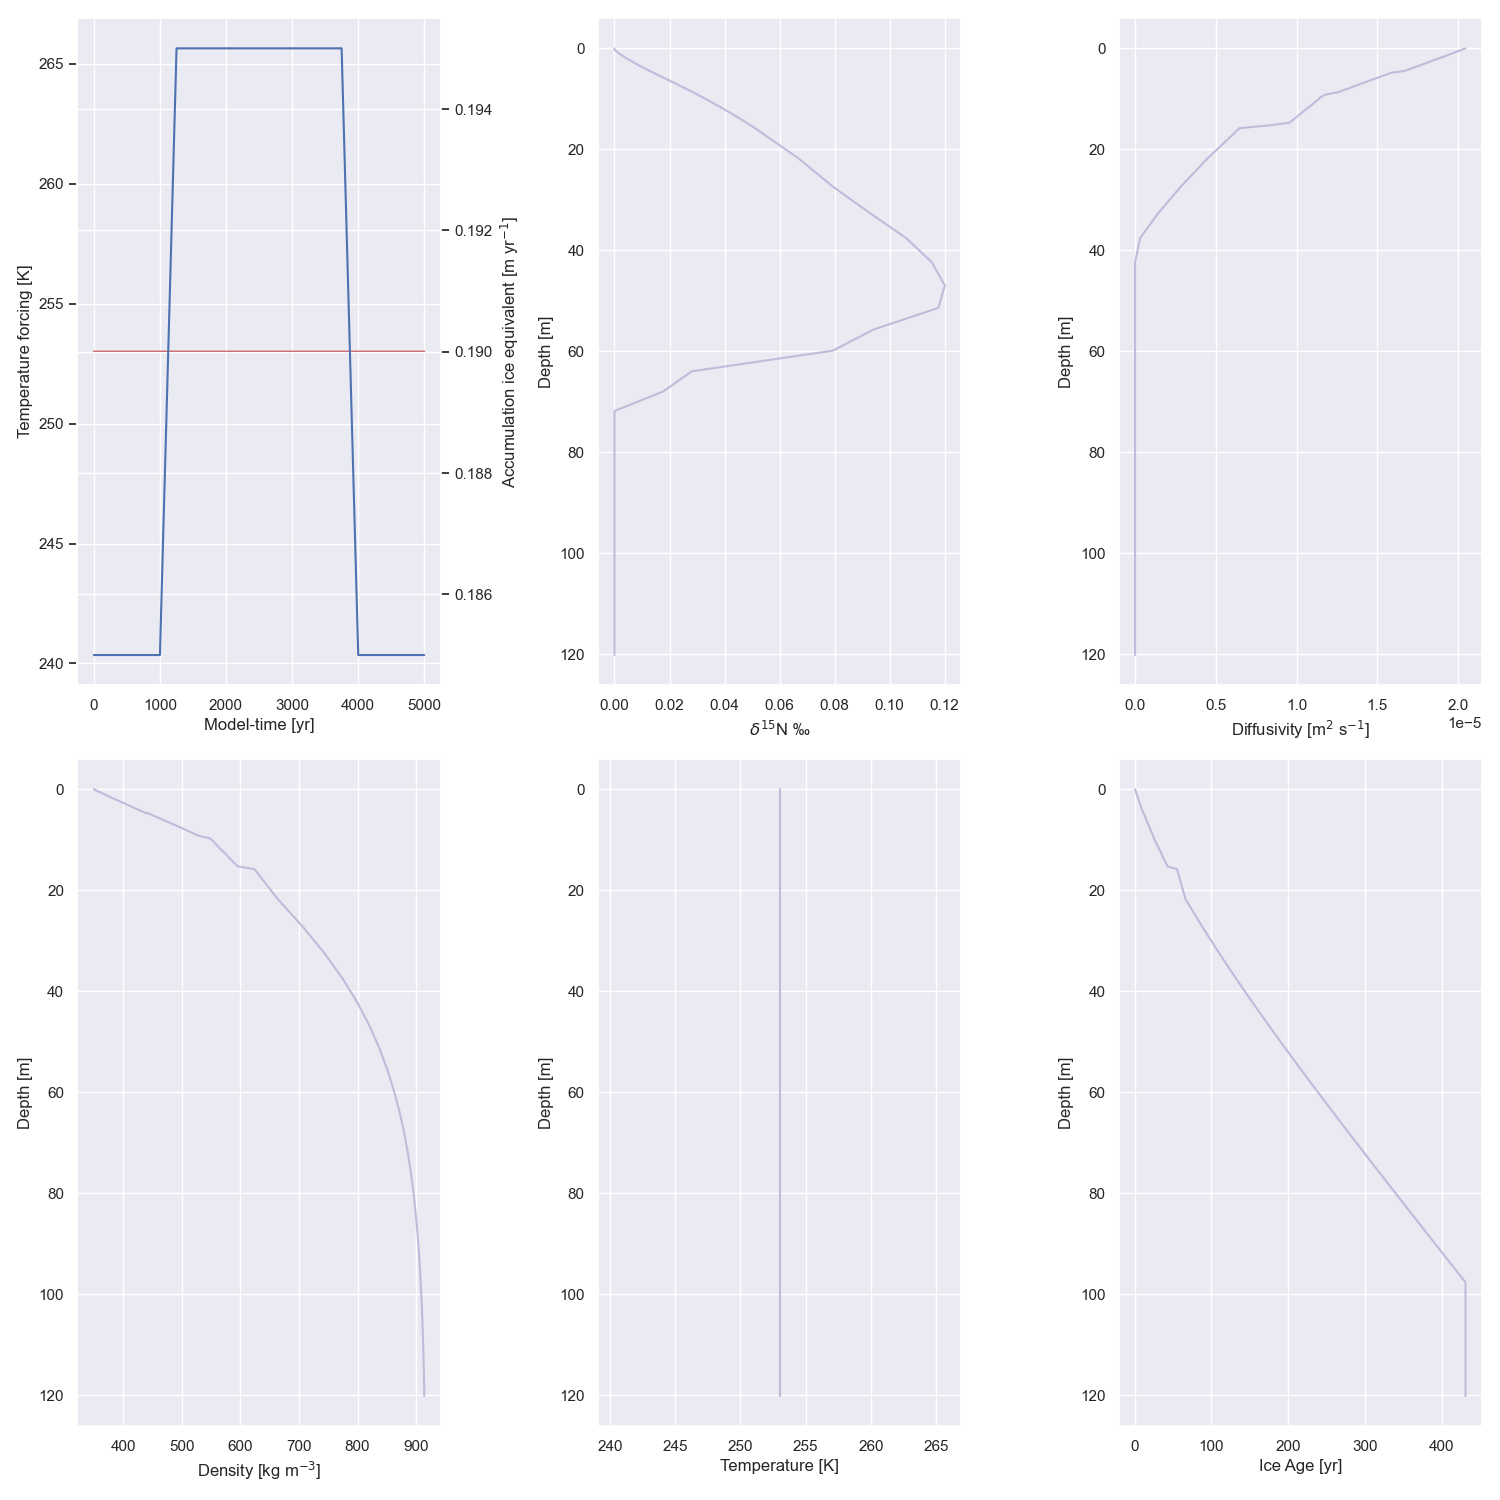 Temperature forcing [K]
265
260
255
250
245
240
0 1000 2000 3000 4000 5000
Model-time [yr]
0.194
0.192
0.190
0.188
0.186
Accumulation ice equivalent [m yr⁻¹]
Depth [m]
0
20
40
60
80
100
120
0.00 0.02 0.04 0.06 0.08 0.10 0.12
δ¹⁵N ‰
Depth [m]
0
20
40
60
80
100
120
0.0 0.5 1.0 1.5 2.0
1e−5
Diffusivity [m² s⁻¹]
Depth [m]
0
20
40
60
80
100
120
400 500 600 700 800 900
Density [kg m⁻³]
Depth [m]
0
20
40
60
80
100
120
240 245 250 255 260 265
Temperature [K]
Depth [m]
0
20
40
60
80
100
120
0 100 200 300 400
Ice Age [yr]